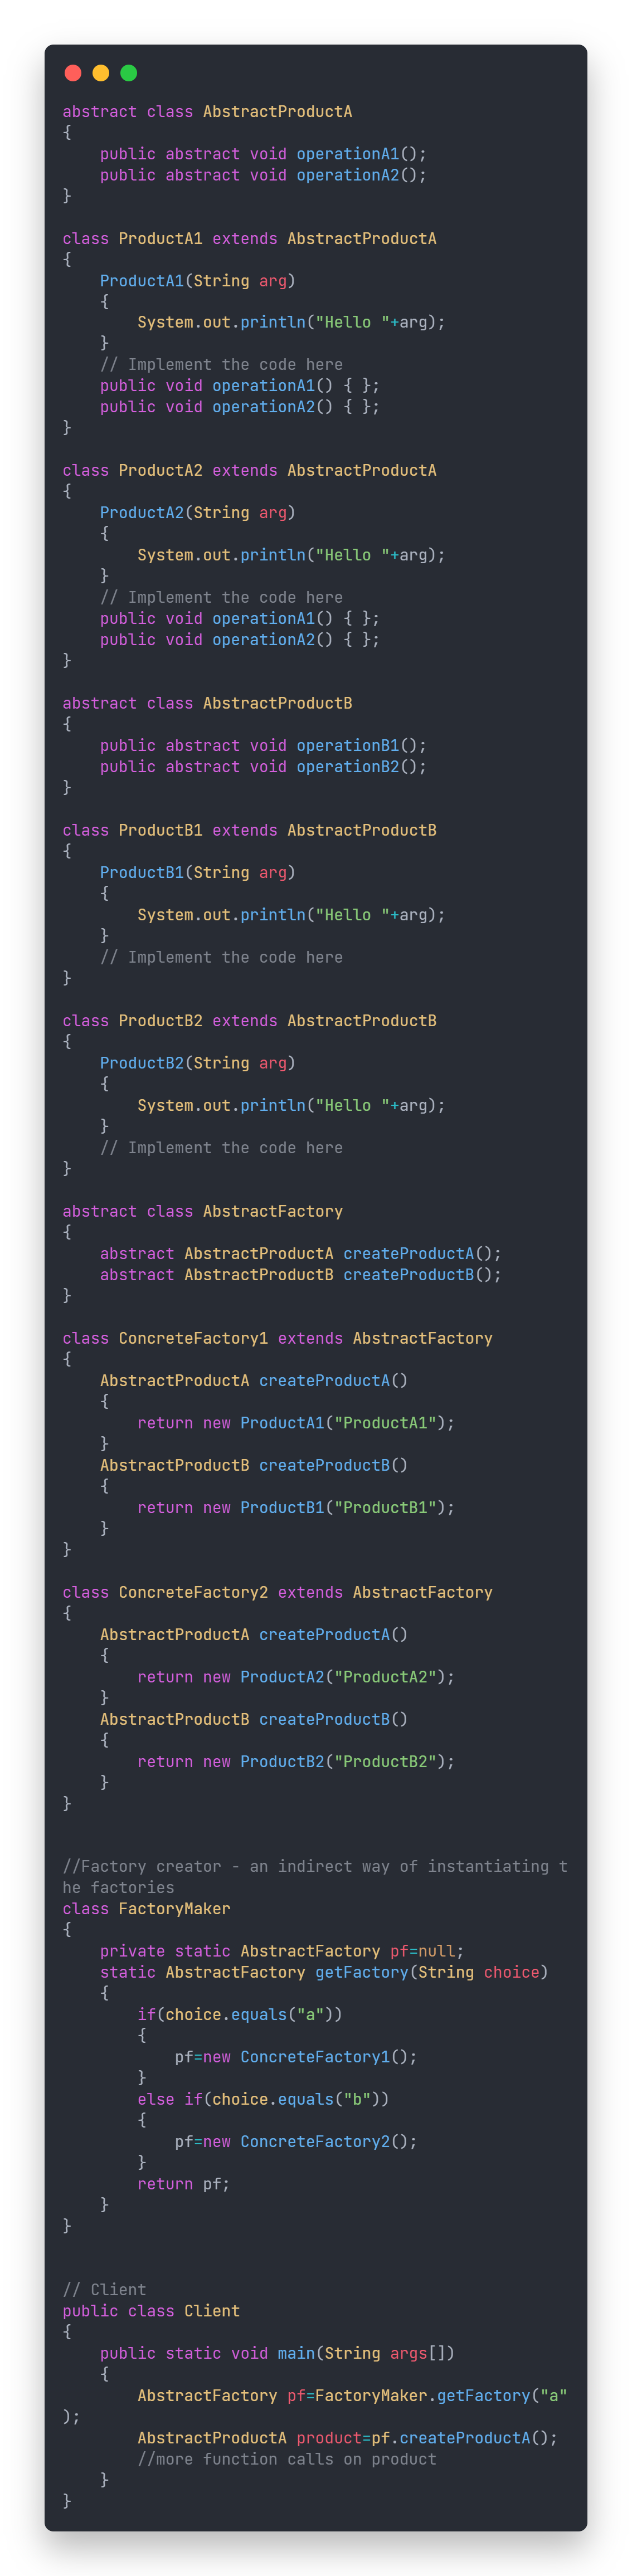 abstract class AbstractProductA
{
    public abstract void operationA1();
    public abstract void operationA2();
}

class ProductA1 extends AbstractProductA
{
    ProductA1(String arg)
    {
        System.out.println("Hello "+arg);
    }
    // Implement the code here
    public void operationA1() { };
    public void operationA2() { };
}

class ProductA2 extends AbstractProductA
{
    ProductA2(String arg)
    {
        System.out.println("Hello "+arg);
    }
    // Implement the code here
    public void operationA1() { };
    public void operationA2() { };
}

abstract class AbstractProductB
{
    public abstract void operationB1();
    public abstract void operationB2();
}

class ProductB1 extends AbstractProductB
{
    ProductB1(String arg)
    {
        System.out.println("Hello "+arg);
    }
    // Implement the code here
}

class ProductB2 extends AbstractProductB
{
    ProductB2(String arg)
    {
        System.out.println("Hello "+arg);
    }
    // Implement the code here
}

abstract class AbstractFactory
{
    abstract AbstractProductA createProductA();
    abstract AbstractProductB createProductB();
}

class ConcreteFactory1 extends AbstractFactory
{
    AbstractProductA createProductA()
    {
        return new ProductA1("ProductA1");
    }
    AbstractProductB createProductB()
    {
        return new ProductB1("ProductB1");
    }
}

class ConcreteFactory2 extends AbstractFactory
{
    AbstractProductA createProductA()
    {
        return new ProductA2("ProductA2");
    }
    AbstractProductB createProductB()
    {
        return new ProductB2("ProductB2");
    }
}


//Factory creator - an indirect way of instantiating t
he factories
class FactoryMaker
{
    private static AbstractFactory pf=null;
    static AbstractFactory getFactory(String choice)
    {
        if(choice.equals("a"))
        {
            pf=new ConcreteFactory1();
        }
        else if(choice.equals("b"))
        {
            pf=new ConcreteFactory2();
        }
        return pf;
    }
}


// Client
public class Client
{
    public static void main(String args[])
    {
        AbstractFactory pf=FactoryMaker.getFactory("a"
);
        AbstractProductA product=pf.createProductA();
        //more function calls on product
    }
}